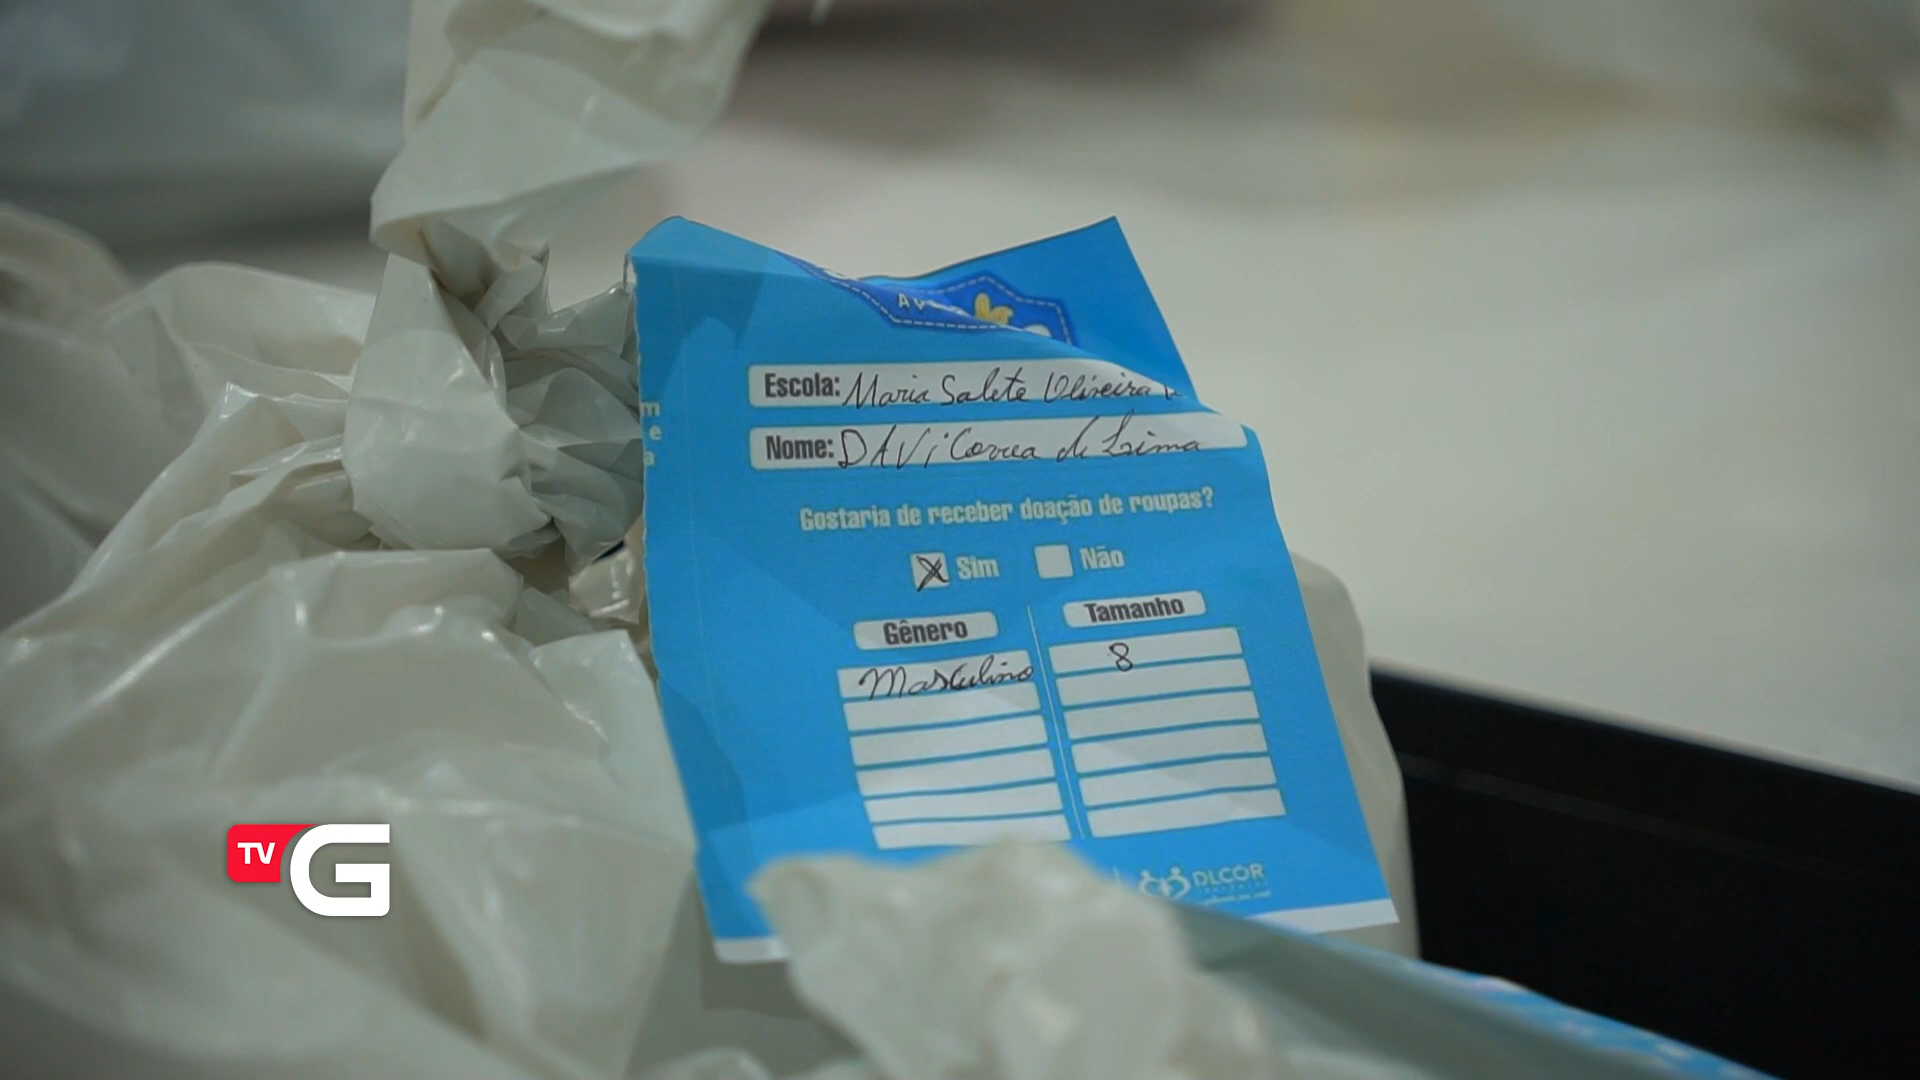 Escola: Maria Salete Oliveira
Nome: DAVi Correa de Lima
Gostaria de receber doação de roupas?
X Sim Não
Gênero Tamanho
Masculino 8
DLCOR
TV G